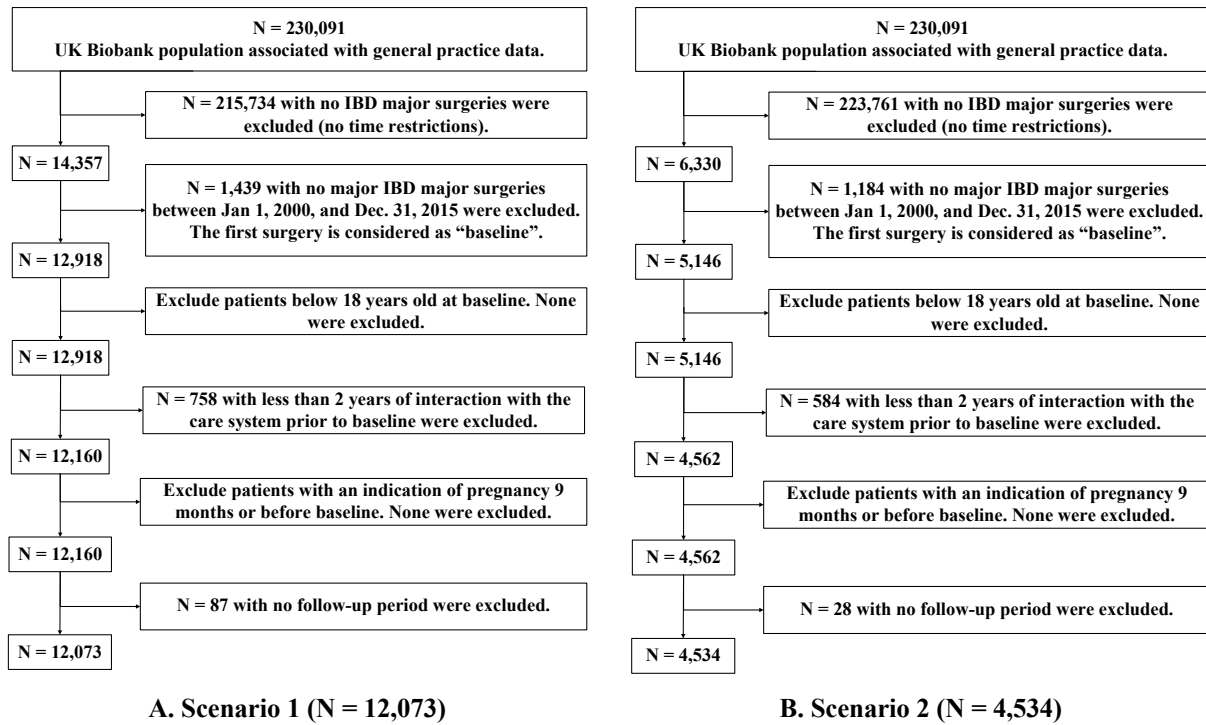 N = 230,091
UK Biobank population associated with general practice data.
N = 215,734 with no IBD major surgeries were
excluded (no time restrictions).
N = 14,357
N = 1,439 with no major IBD major surgeries
between Jan 1, 2000, and Dec. 31, 2015 were excluded.
The first surgery is considered as “baseline”.
N = 12,918
Exclude patients below 18 years old at baseline. None
were excluded.
N = 12,918
N = 758 with less than 2 years of interaction with the
care system prior to baseline were excluded.
N = 12,160
Exclude patients with an indication of pregnancy 9
months or before baseline. None were excluded.
N = 12,160
N = 87 with no follow-up period were excluded.
N = 12,073
A. Scenario 1 (N = 12,073)
N = 230,091
UK Biobank population associated with general practice data.
N = 223,761 with no IBD major surgeries were
excluded (no time restrictions).
N = 6,330
N = 1,184 with no major IBD major surgeries
between Jan 1, 2000, and Dec. 31, 2015 were excluded.
The first surgery is considered as “baseline”.
N = 5,146
Exclude patients below 18 years old at baseline. None
were excluded.
N = 5,146
N = 584 with less than 2 years of interaction with the
care system prior to baseline were excluded.
N = 4,562
Exclude patients with an indication of pregnancy 9
months or before baseline. None were excluded.
N = 4,562
N = 28 with no follow-up period were excluded.
N = 4,534
B. Scenario 2 (N = 4,534)